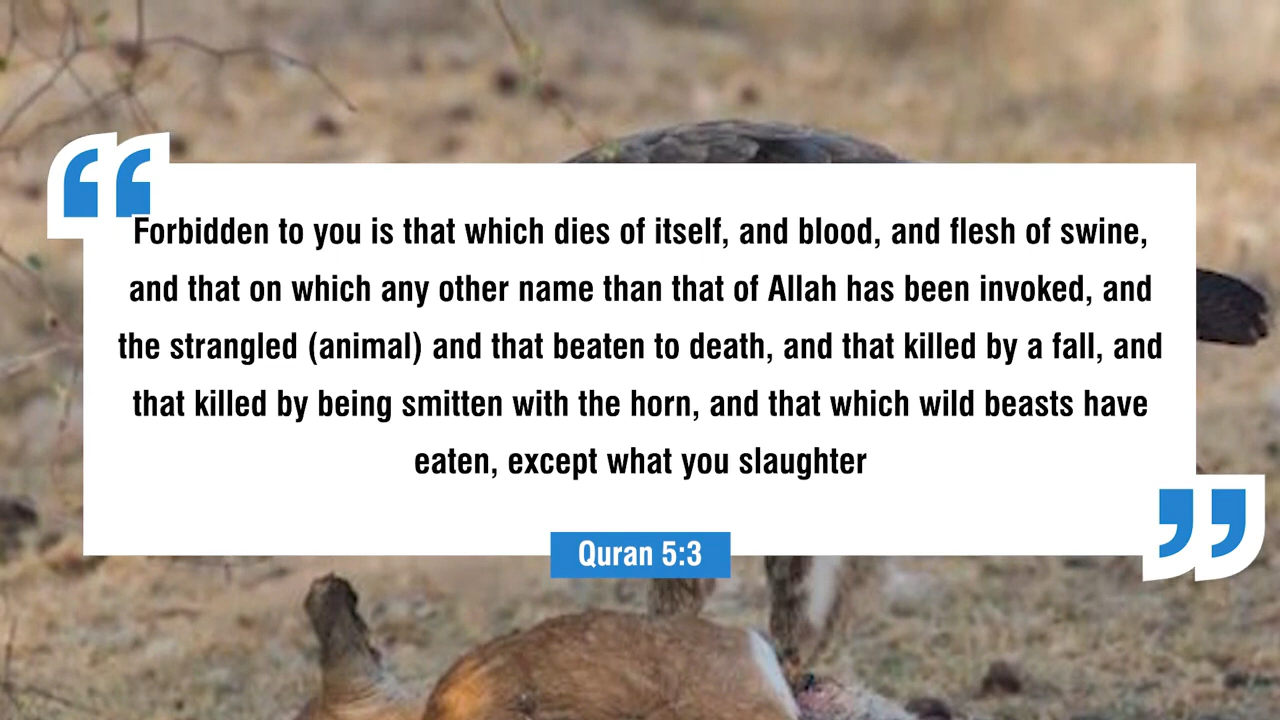 Forbidden to you is that which dies of itself, and blood, and flesh of swine,
and that on which any other name than that of Allah has been invoked, and
the strangled (animal) and that beaten to death, and that killed by a fall, and
that killed by being smitten with the horn, and that which wild beasts have
eaten, except what you slaughter
Quran 5:3